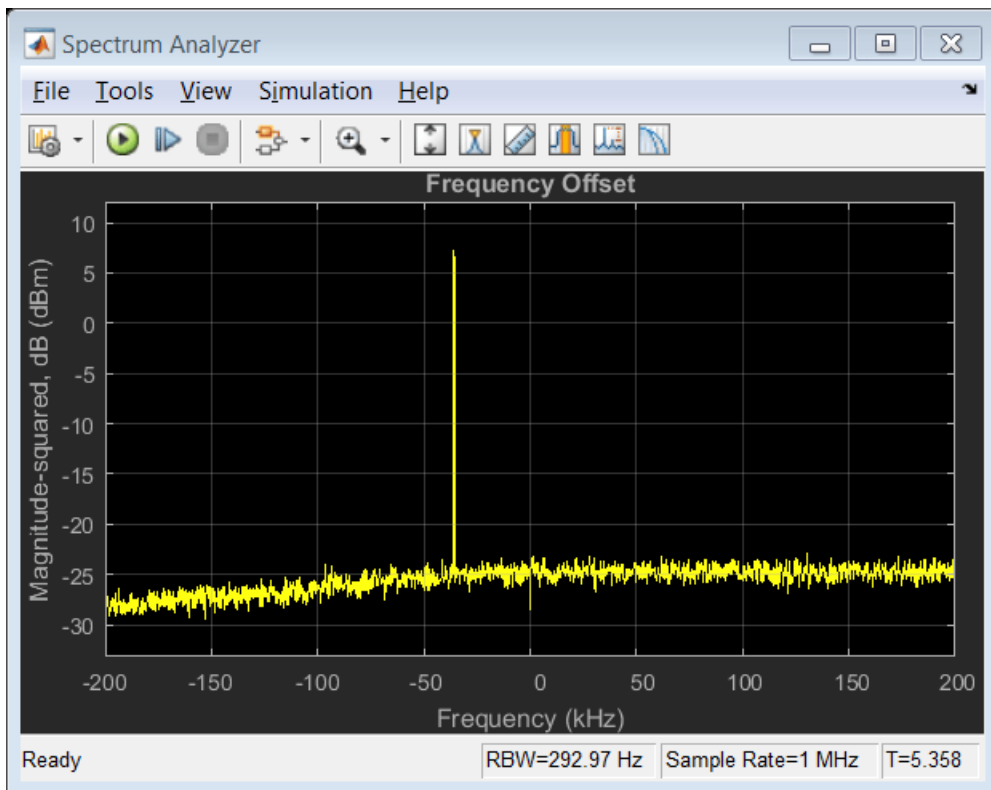 Spectrum Analyzer
File Tools View Simulation Help
Frequency Offset
10
5
0
-5
-10
-15
-20
-25
-30
Magnitude-squared, dB (dBm)
-200 -150 -100 -50 0 50 100 150 200
Frequency (kHz)
Ready RBW=292.97 Hz Sample Rate=1 MHz T=5.358